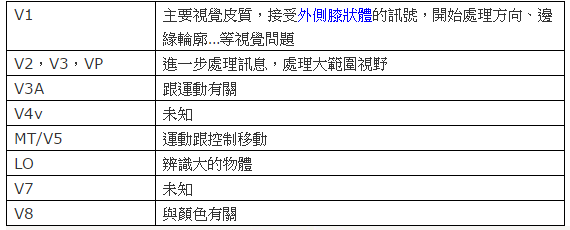 V1 主要視覺皮質，接受外側膝狀體的訊號，開始處理方向、邊
緣輪廓...等視覺問題
V2，V3，VP 進一步處理訊息，處理大範圍視野
V3A 跟運動有關
V4v 未知
MT/V5 運動跟控制移動
LO 辨識大的物體
V7 未知
V8 與顏色有關